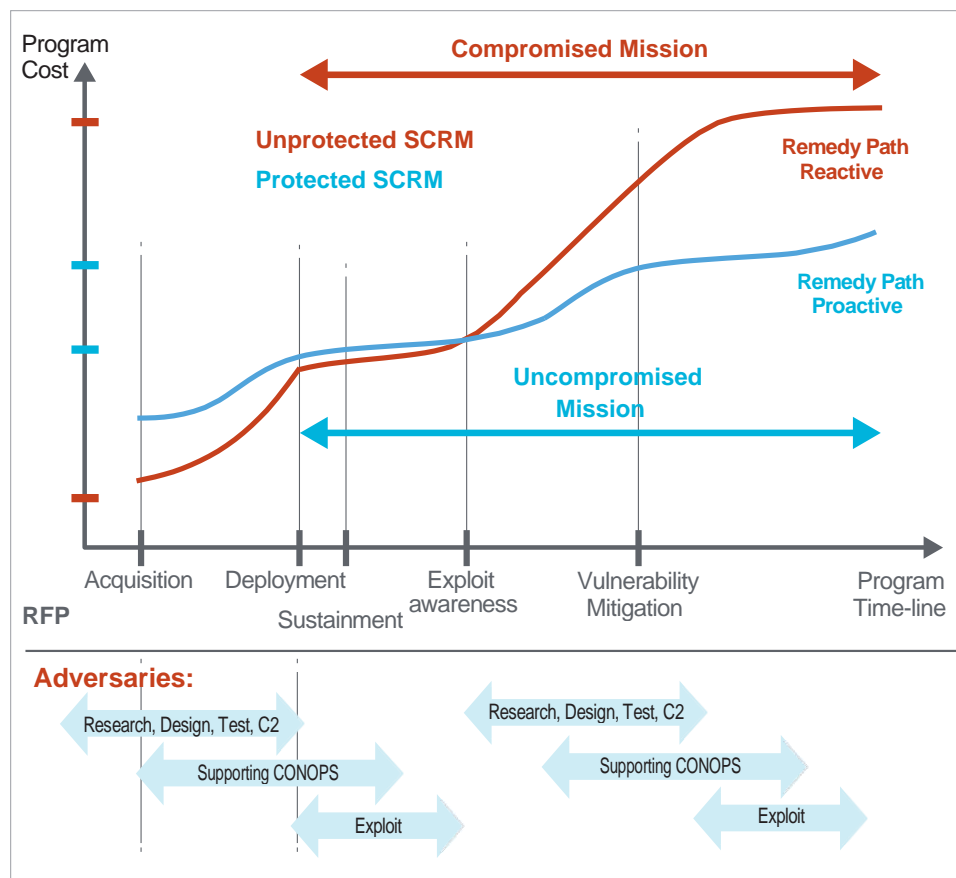 Program
Cost
Compromised Mission
Unprotected SCRM
Protected SCRM
Remedy Path
Reactive
Remedy Path
Proactive
Uncompromised
Mission
Acquisition
Deployment
Sustainment
Exploit
awareness
Vulnerability
Mitigation
Program
Time-line
RFP
Adversaries:
Research, Design, Test, C2
Supporting CONOPS
Exploit
Research, Design, Test, C2
Supporting CONOPS
Exploit